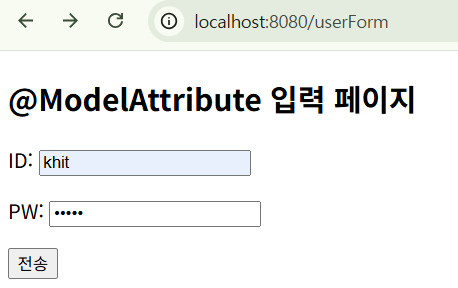 localhost:8080/userForm
@ModelAttribute 입력 페이지
ID: khit
PW: •••••
전송